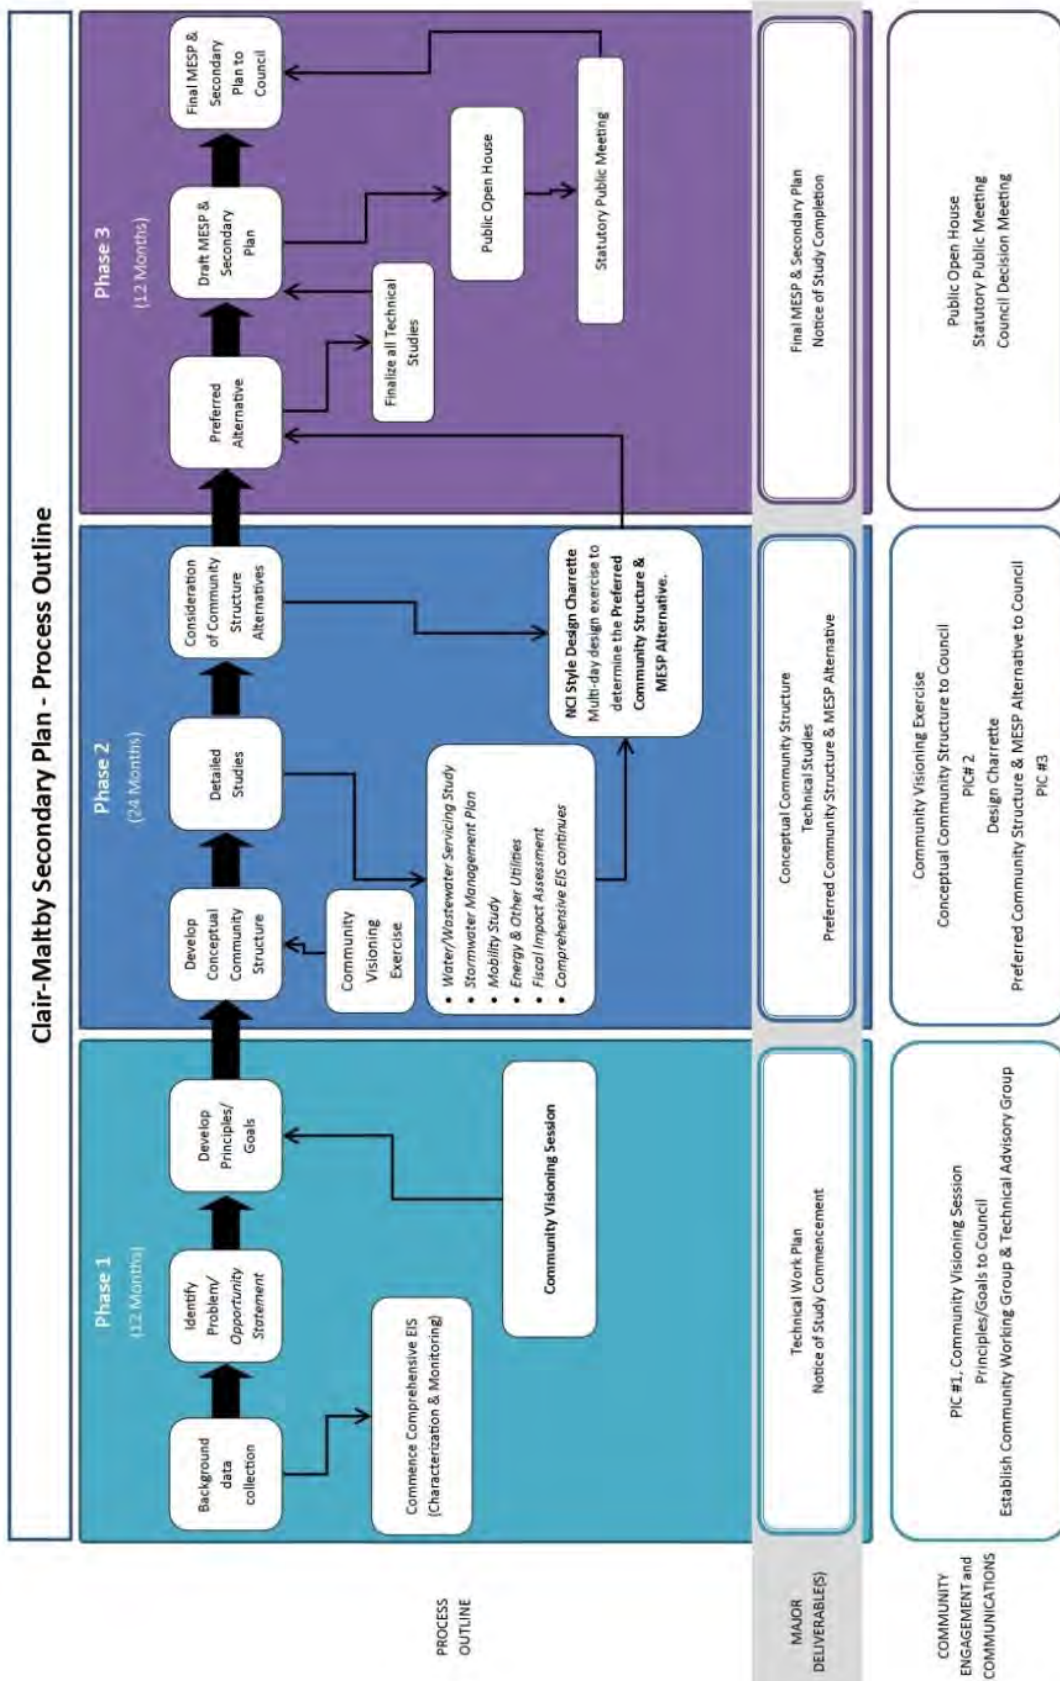 Clair-Maltby Secondary Plan - Process Outline
PROCESS
OUTLINE
Phase 1
(12 Months)
Background
data
collection
Identify
Problem/
Opportunity
Statement
Develop
Principles/
Goals
Commence Comprehensive EIS
(Characterization & Monitoring)
Community Visioning Session
Phase 2
(24 Months)
Develop
Conceptual
Community
Structure
Detailed
Studies
Consideration
of Community
Structure
Alternatives
Community
Visioning
Exercise
• Water/Wastewater Servicing Study
• Stormwater Management Plan
• Mobility Study
• Energy & Other Utilities
• Fiscal Impact Assessment
• Comprehensive EIS continues
NCI Style Design Charrette
Multi-day design exercise to
determine the Preferred
Community Structure &
MESP Alternative.
Phase 3
(12 Months)
Preferred
Alternative
Draft MESP &
Secondary
Plan
Final MESP &
Secondary
Plan to
Council
Finalize all Technical
Studies
Public Open
House
Statutory Public Meeting
MAJOR
DELIVERABLE(S)
Technical Work Plan
Notice of Study Commencement
Conceptual Community Structure
Technical Studies
Preferred Community Structure & MESP Alternative
Final MESP & Secondary Plan
Notice of Study Completion
COMMUNITY
ENGAGEMENT and
COMMUNICATIONS
PIC #1, Community Visioning Session
Principles/Goals to Council
Establish Community Working Group & Technical Advisory Group
Community Visioning Exercise
Conceptual Community Structure to Council
PIC# 2
Design Charrette
Preferred Community Structure & MESP Alternative to Council
PIC #3
Public Open House
Statutory Public Meeting
Council Decision Meeting